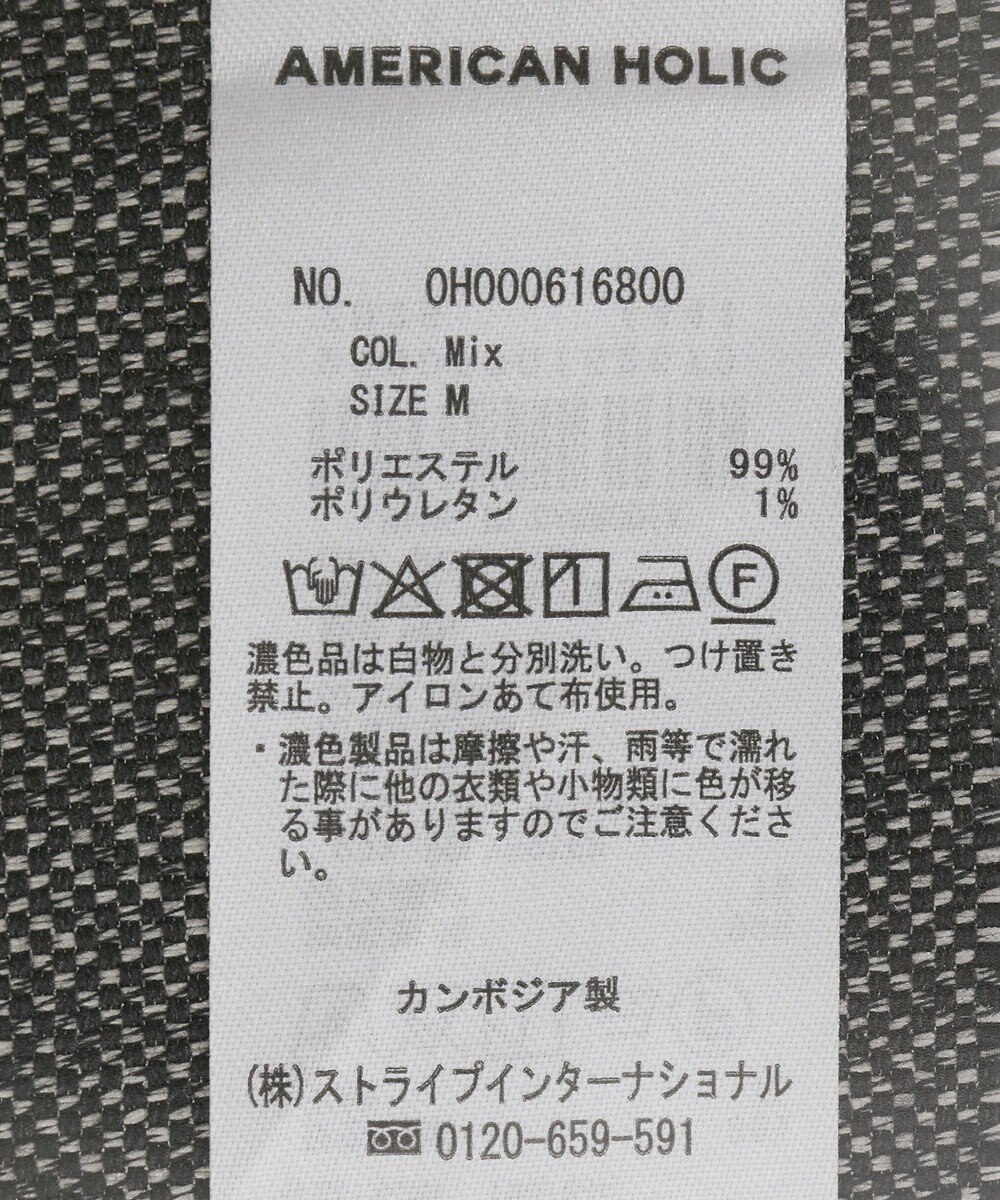 AMERICAN HOLIC
NO. 0H000616800
COL. Mix
SIZE M
ポリエステル 99%
ポリウレタン 1%
F
濃色品は白物と分別洗い。つけ置き
禁止。アイロンあて布使用。
・濃色製品は摩擦や汗、雨等で濡れ
た際に他の衣類や小物類に色が移
る事がありますのでご注意くださ
い。
カンボジア製
(株)ストライプインターナショナル
0120-659-591